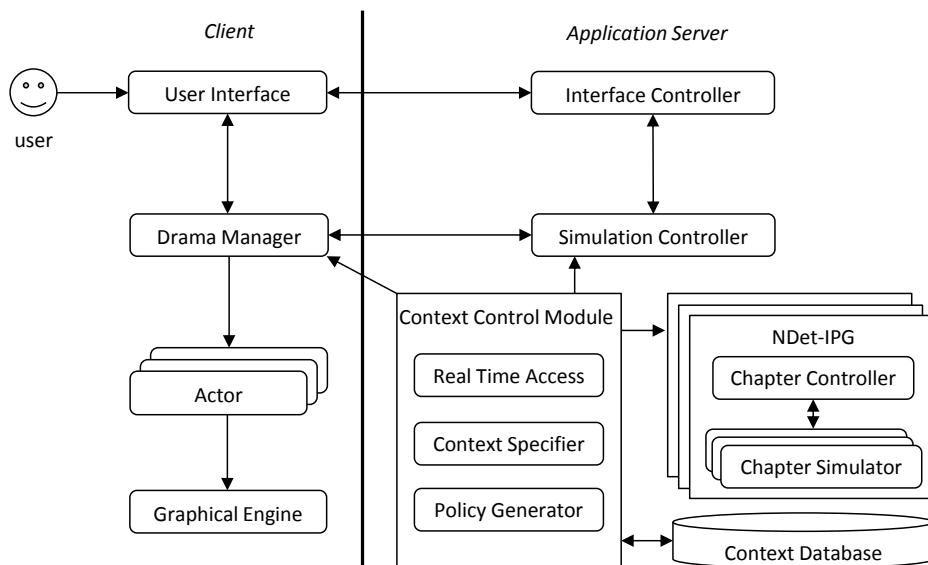 Client
Application Server
User Interface
Interface Controller
user
Drama Manager
Simulation Controller
Context Control Module
NDet-IPG
Real Time Access
Chapter Controller
Actor
Context Specifier
Chapter Simulator
Graphical Engine
Policy Generator
Context Database